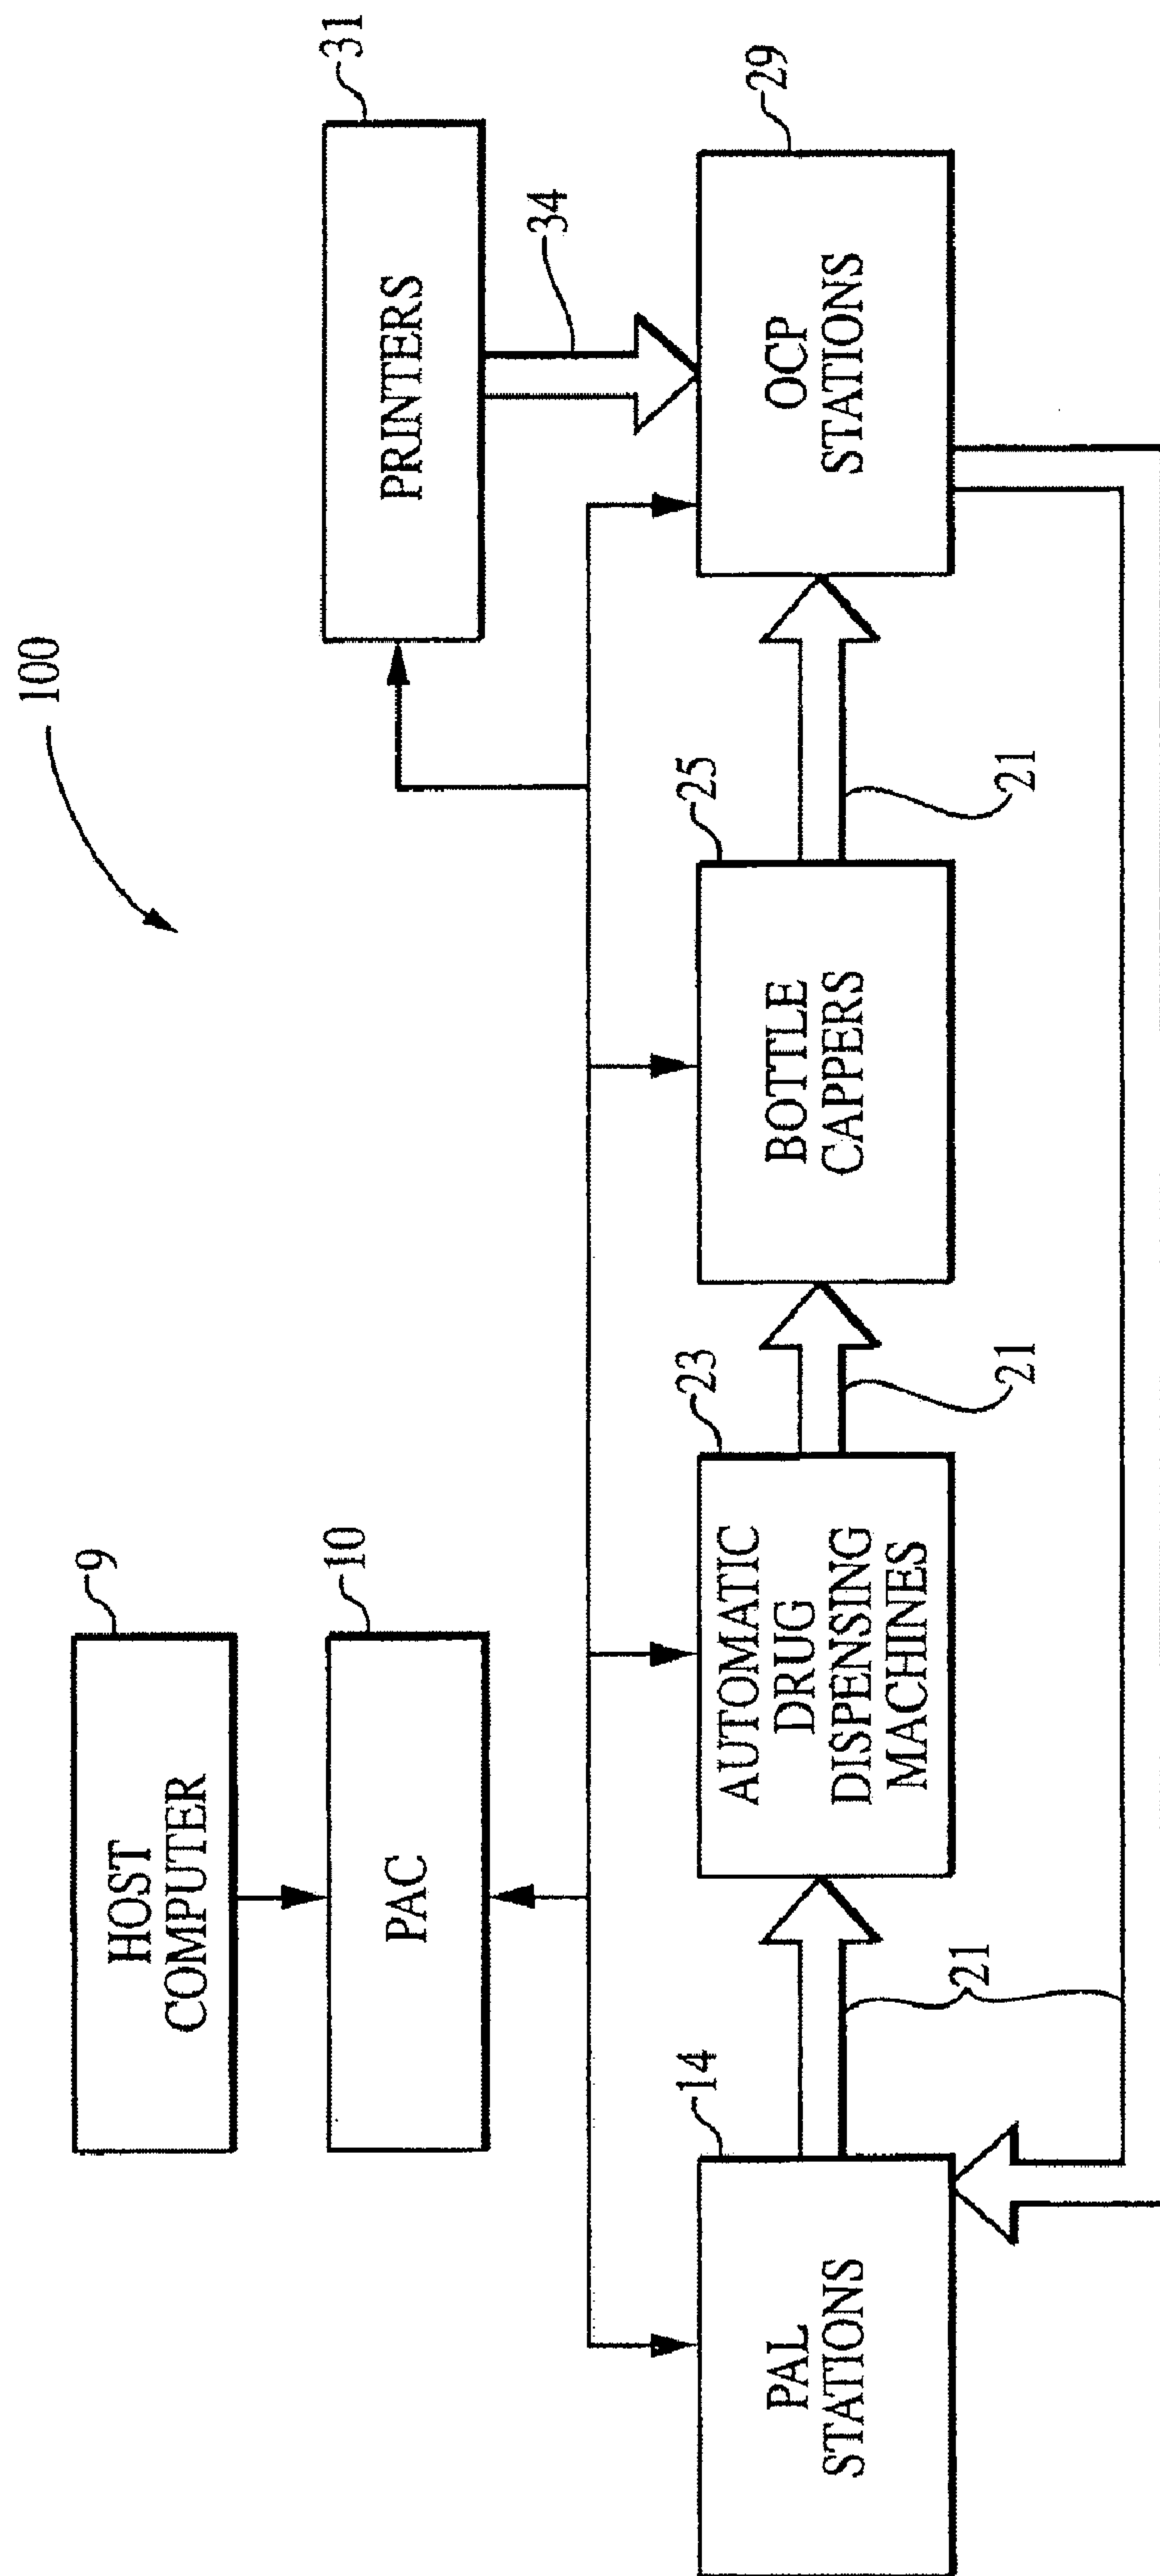 100
HOST
COMPUTER
9
PAC
10
PRINTERS
31
34
PAL
STATIONS
14
21
AUTOMATIC
DRUG
DISPENSING
MACHINES
23
21
BOTTLE
CAPPERS
25
21
OCP
STATIONS
29